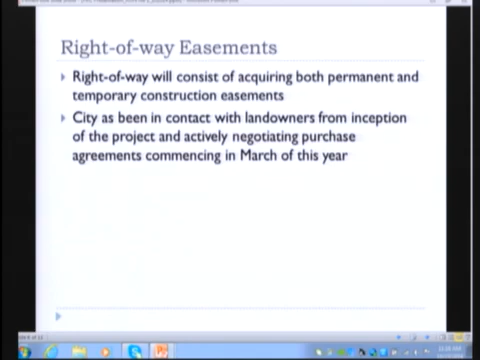 Right-of-way Easements
Right-of-way will consist of acquiring both permanent and
temporary construction easements
City as been in contact with landowners from inception
of the project and actively negotiating purchase
agreements commencing in March of this year